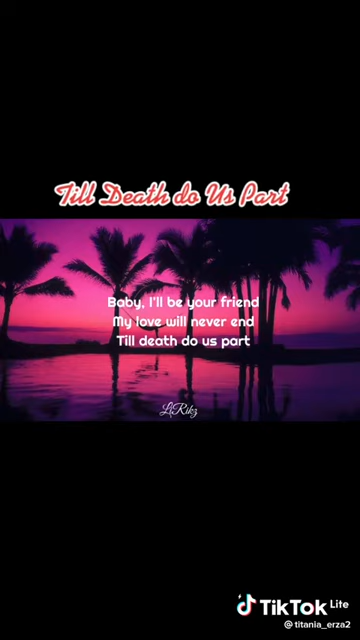 Till Death do Us Part
Baby, I'll be your friend
My love will never end
Till death do us part
LiRikz
TikTok Lite
@titania_erza2